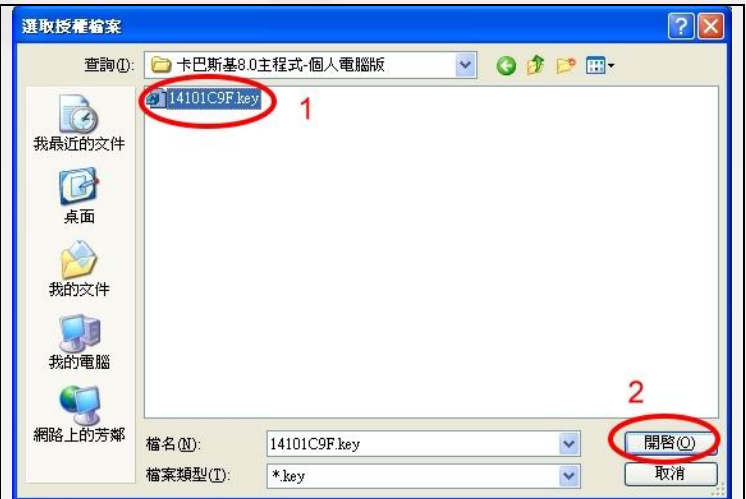 選取授權檔案
查詢(I): 卡巴斯基8.0主程式-個人電腦版
14101C9F.key
1
我最近的文件
桌面
我的文件
我的電腦
網路上的芳鄰
2
檔名(N): 14101C9F.key 開啓(O)
檔案類型(T): *.key 取消